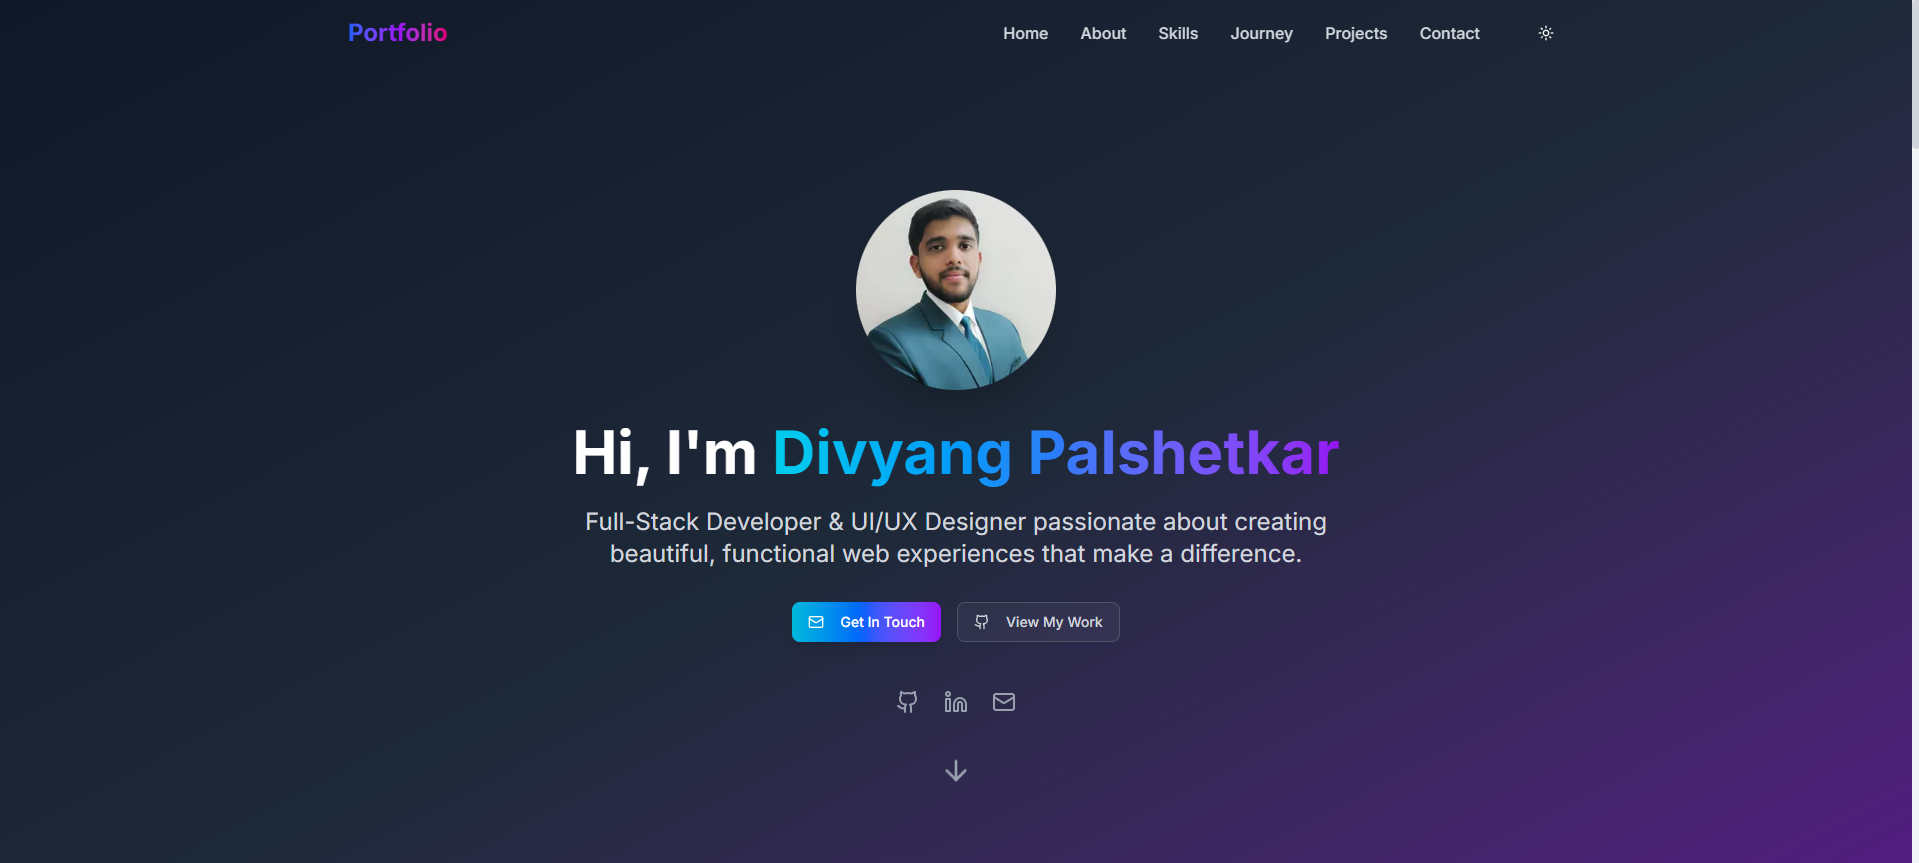 Portfolio
Home About Skills Journey Projects Contact
Hi, I'm Divyang Palshetkar
Full-Stack Developer & UI/UX Designer passionate about creating
beautiful, functional web experiences that make a difference.
Get In Touch
View My Work